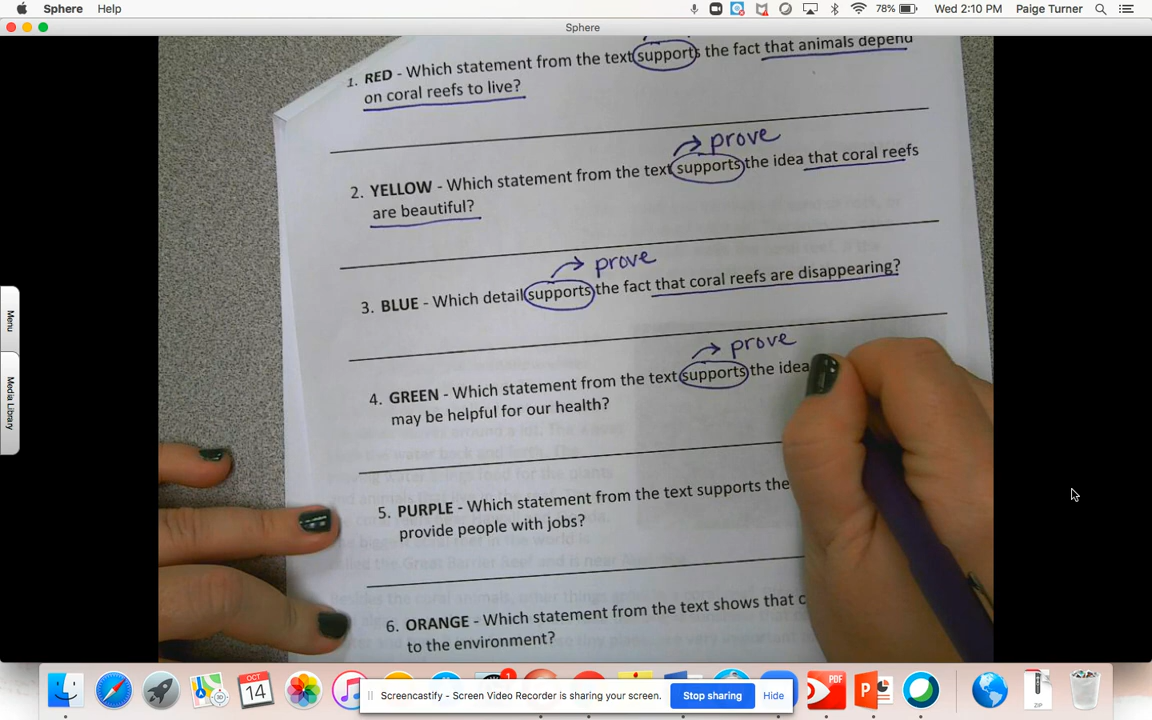 Sphere Help
78% Wed 2:10 PM Paige Turner
Sphere
1. RED - Which statement from the text supports the fact that animals depend
on coral reefs to live?
prove
2. YELLOW - Which statement from the text supports the idea that coral reefs
are beautiful?
prove
3. BLUE - Which detail supports the fact that coral reefs are disappearing?
prove
4. GREEN - Which statement from the text supports the idea
may be helpful for our health?
5. PURPLE - Which statement from the text supports the
provide people with jobs?
6. ORANGE - Which statement from the text shows that
to the environment?
Menu
Media Library
OCT
14
1
PDF
P
ZIP
Screencastify - Screen Video Recorder is sharing your screen.
Stop sharing
Hide